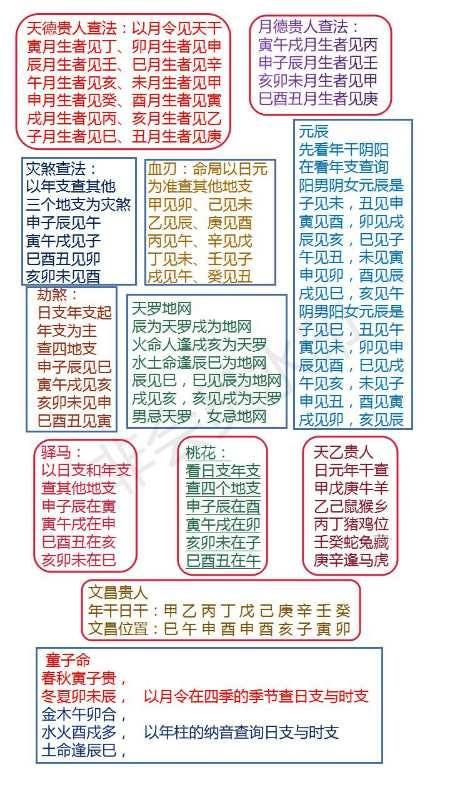 天德贵人查法：以月令见天干
寅月生者见丁、卯月生者见申
辰月生者见壬、巳月生者见辛
午月生者见亥、未月生者见甲
申月生者见癸、酉月生者见寅
戌月生者见丙、亥月生者见乙
子月生者见巳、丑月生者见庚
月德贵人查法：
寅午戌月生者见丙
申子辰月生者见壬
亥卯未月生者见甲
巳酉丑月生者见庚
灾煞查法：
以年支查其他
三个地支为灾煞
申子辰见午
寅午戌见子
巳酉丑见卯
亥卯未见酉
血刃：命局以日元
为准查其他地支
甲见卯、己见未
乙见辰、庚见酉
丙见午、辛见戌
丁见未、壬见子
戊见午、癸见丑
元辰
先看年干阴阳
在看年支查询
阳男阴女元辰是
子见未，丑见申
寅见酉，卯见戌
辰见亥，巳见子
午见丑，未见寅
申见卯，酉见辰
戌见巳，亥见午
阴男阳女元辰是
子见巳，丑见午
寅见未，卯见申
辰见酉，巳见戌
午见亥，未见子
申见丑，酉见寅
戌见卯，亥见辰
劫煞：
日支年支起
年支为主
查四地支
申子辰见巳
寅午戌见亥
亥卯未见申
巳酉丑见寅
天罗地网
辰为天罗戌为地网
火命人逢戌亥为天罗
水土命逢辰巳为地网
辰见巳，巳见辰为地网
戌见亥，亥见戌为天罗
男忌天罗，女忌地网
驿马：
以日支和年支
查其他地支
申子辰在寅
寅午戌在申
巳酉丑在亥
亥卯未在巳
桃花：
看日支年支
查四个地支
申子辰在酉
寅午戌在卯
亥卯未在子
巳酉丑在午
天乙贵人
日元年干查
甲戊庚牛羊
乙己鼠猴乡
丙丁猪鸡位
壬癸蛇兔藏
庚辛逢马虎
文昌贵人
年干日干：甲乙丙丁戊己庚辛壬癸
文昌位置：巳午申酉申酉亥子寅卯
童子命
春秋寅子贵，
冬夏卯未辰，以月令在四季的季节查日支与时支
金木午卯合，
水火酉戌多，以年柱的纳音查询日支与时支
土命逢辰巳，